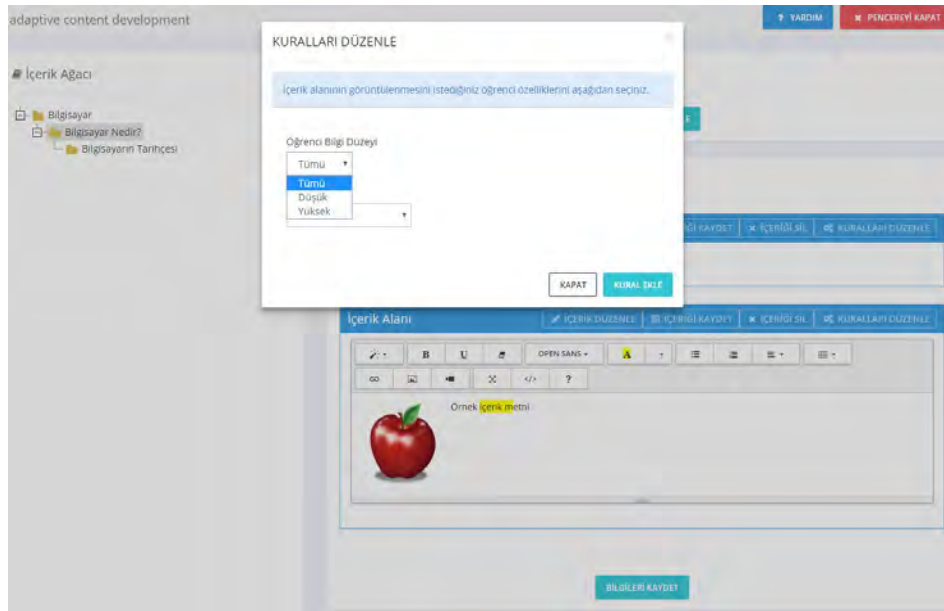 adaptive content development
? YARDIM
✖ PENCEREYİ KAPAT
KURALLARI DÜZENLE
İçerik Ağacı
İçerik alanının görüntülenmesini istediğiniz öğrenci özelliklerini aşağıdan seçiniz.
Bilgisayar
Bilgisayar Nedir?
Bilgisayarın Tarihçesi
Öğrenci Bilgi Düzeyi
Tümü
Tümü
Düşük
Yüksek
KAYDET
✖ İÇERİĞİ SİL
KURALLARI DÜZENLE
KAPAT
KURAL EKLE
İçerik Alanı
İÇERİK DÜZENLE
İÇERİĞİ KAYDET
✖ İÇERİĞİ SİL
KURALLARI DÜZENLE
B
U
OPEN SANS
A
</>
?
Örnek içerik metni
BİLGİLERİ KAYDET